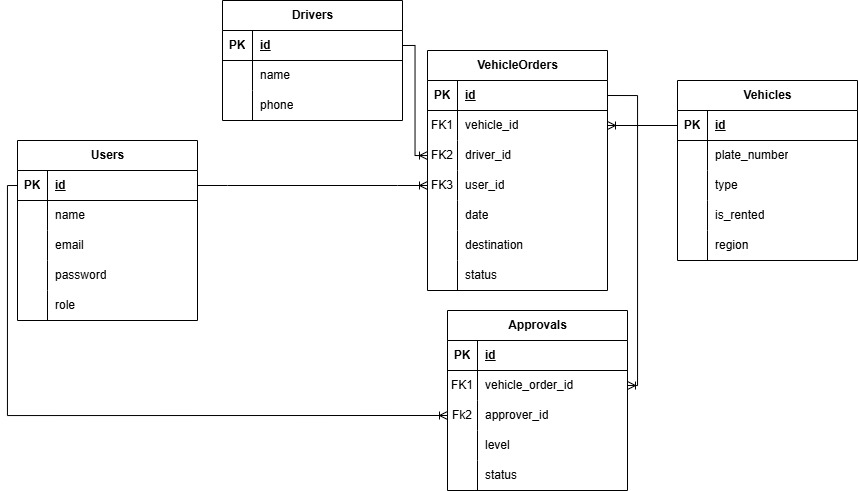 Drivers
PK id
name
phone
VehicleOrders
PK id
FK1 vehicle_id
FK2 driver_id
FK3 user_id
date
destination
status
Vehicles
PK id
plate_number
type
is_rented
region
Users
PK id
name
email
password
role
Approvals
PK id
FK1 vehicle_order_id
Fk2 approver_id
level
status